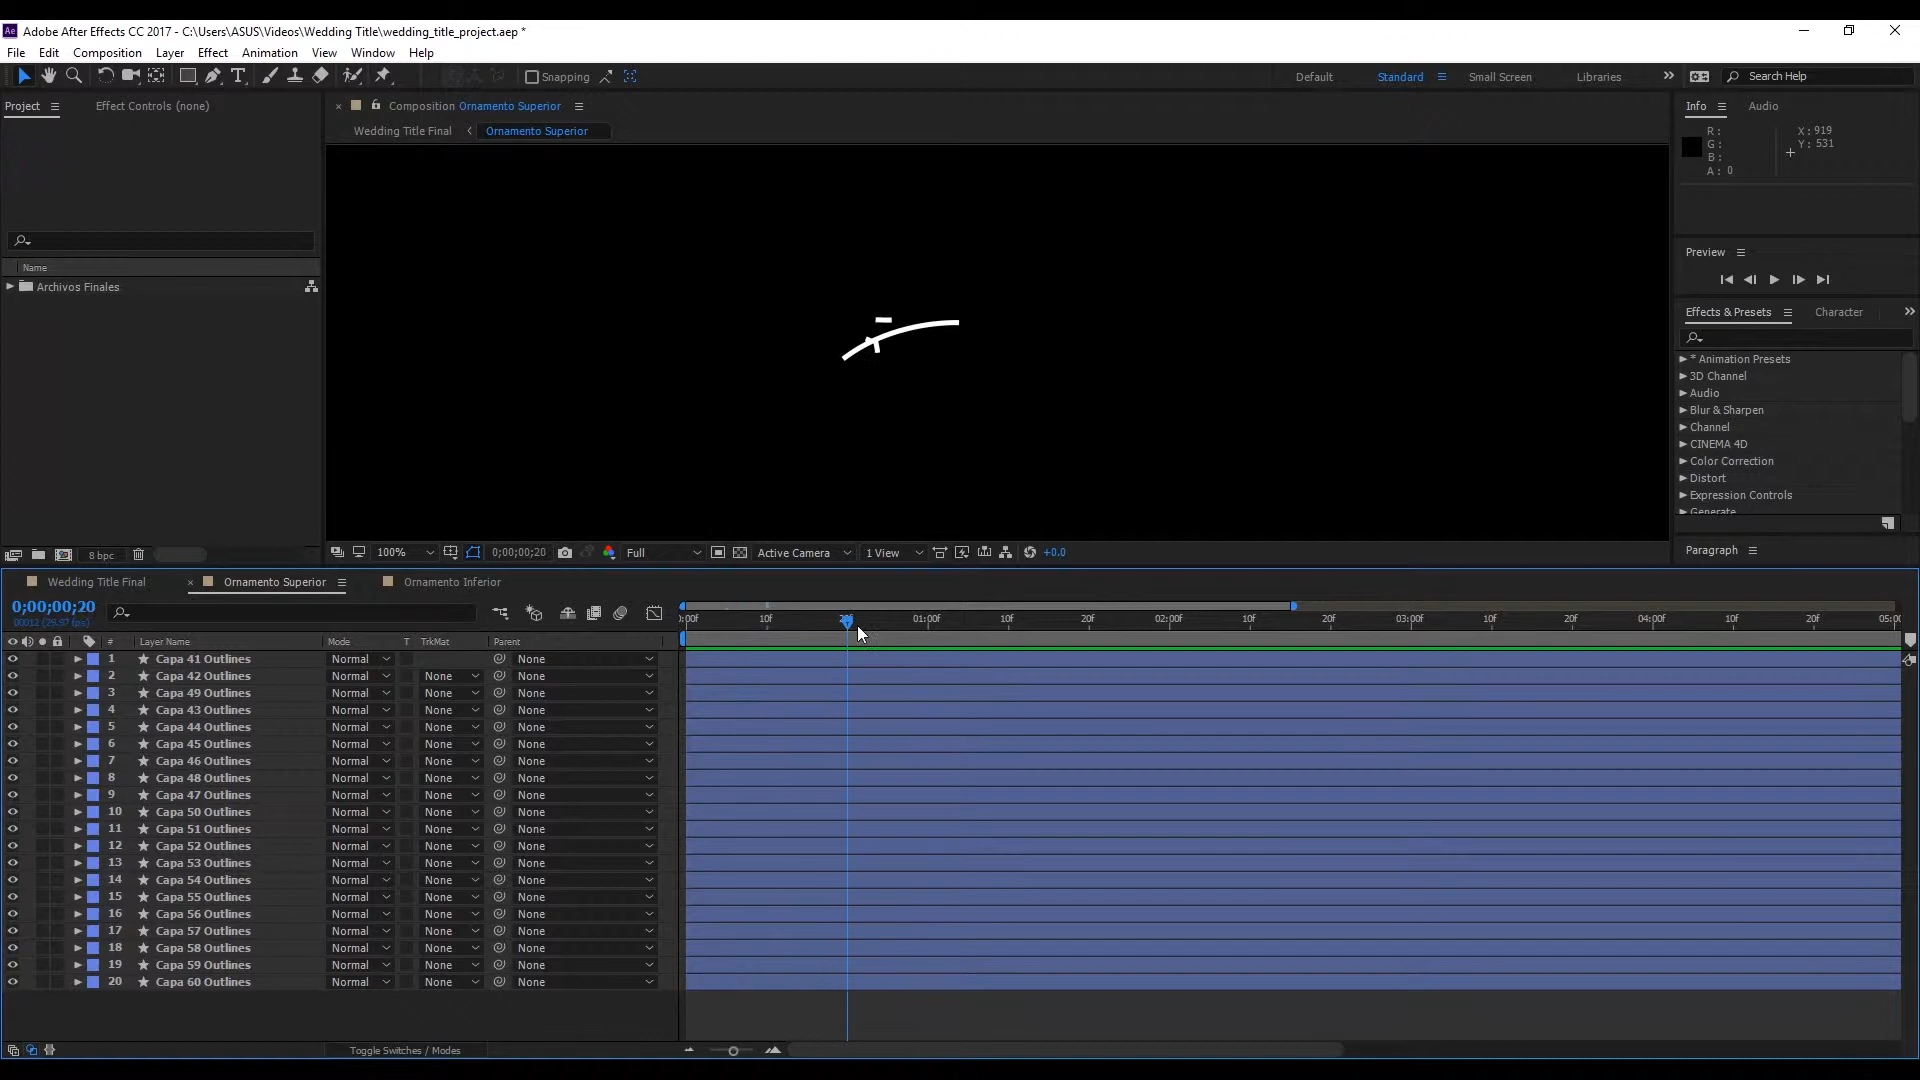 Adobe After Effects CC 2017 - C:\Users\ASUS\Videos\Wedding Title\wedding_title_project.aep *
File Edit Composition Layer Effect Animation View Window Help
Snapping Default Standard Small Screen Libraries Search Help
Project Effect Controls (none)
Composition Ornamento Superior
Wedding Title Final Ornamento Superior
Info Audio
R: X: 919
G: Y: 531
B:
A: 0
Name
Archivos Finales
Preview
Effects & Presets Character
* Animation Presets
3D Channel
Audio
Blur & Sharpen
Channel
CINEMA 4D
Color Correction
Distort
Expression Controls
Generate
Paragraph
8 bpc
100% 0;00;00;20 Full Active Camera 1 View +0.0
Wedding Title Final Ornamento Superior Ornamento Inferior
0;00;00;20
00012 (29.97 fps)
10f 20f 01:00f 10f 20f 02:00f 10f 20f 03:00f 10f 20f 04:00f 10f 20f
# Layer Name Mode T TrkMat Parent
1 Capa 41 Outlines Normal None
2 Capa 42 Outlines Normal None None
3 Capa 49 Outlines Normal None None
4 Capa 43 Outlines Normal None None
5 Capa 44 Outlines Normal None None
6 Capa 45 Outlines Normal None None
7 Capa 46 Outlines Normal None None
8 Capa 48 Outlines Normal None None
9 Capa 47 Outlines Normal None None
10 Capa 50 Outlines Normal None None
11 Capa 51 Outlines Normal None None
12 Capa 52 Outlines Normal None None
13 Capa 53 Outlines Normal None None
14 Capa 54 Outlines Normal None None
15 Capa 55 Outlines Normal None None
16 Capa 56 Outlines Normal None None
17 Capa 57 Outlines Normal None None
18 Capa 58 Outlines Normal None None
19 Capa 59 Outlines Normal None None
20 Capa 60 Outlines Normal None None
Toggle Switches / Modes